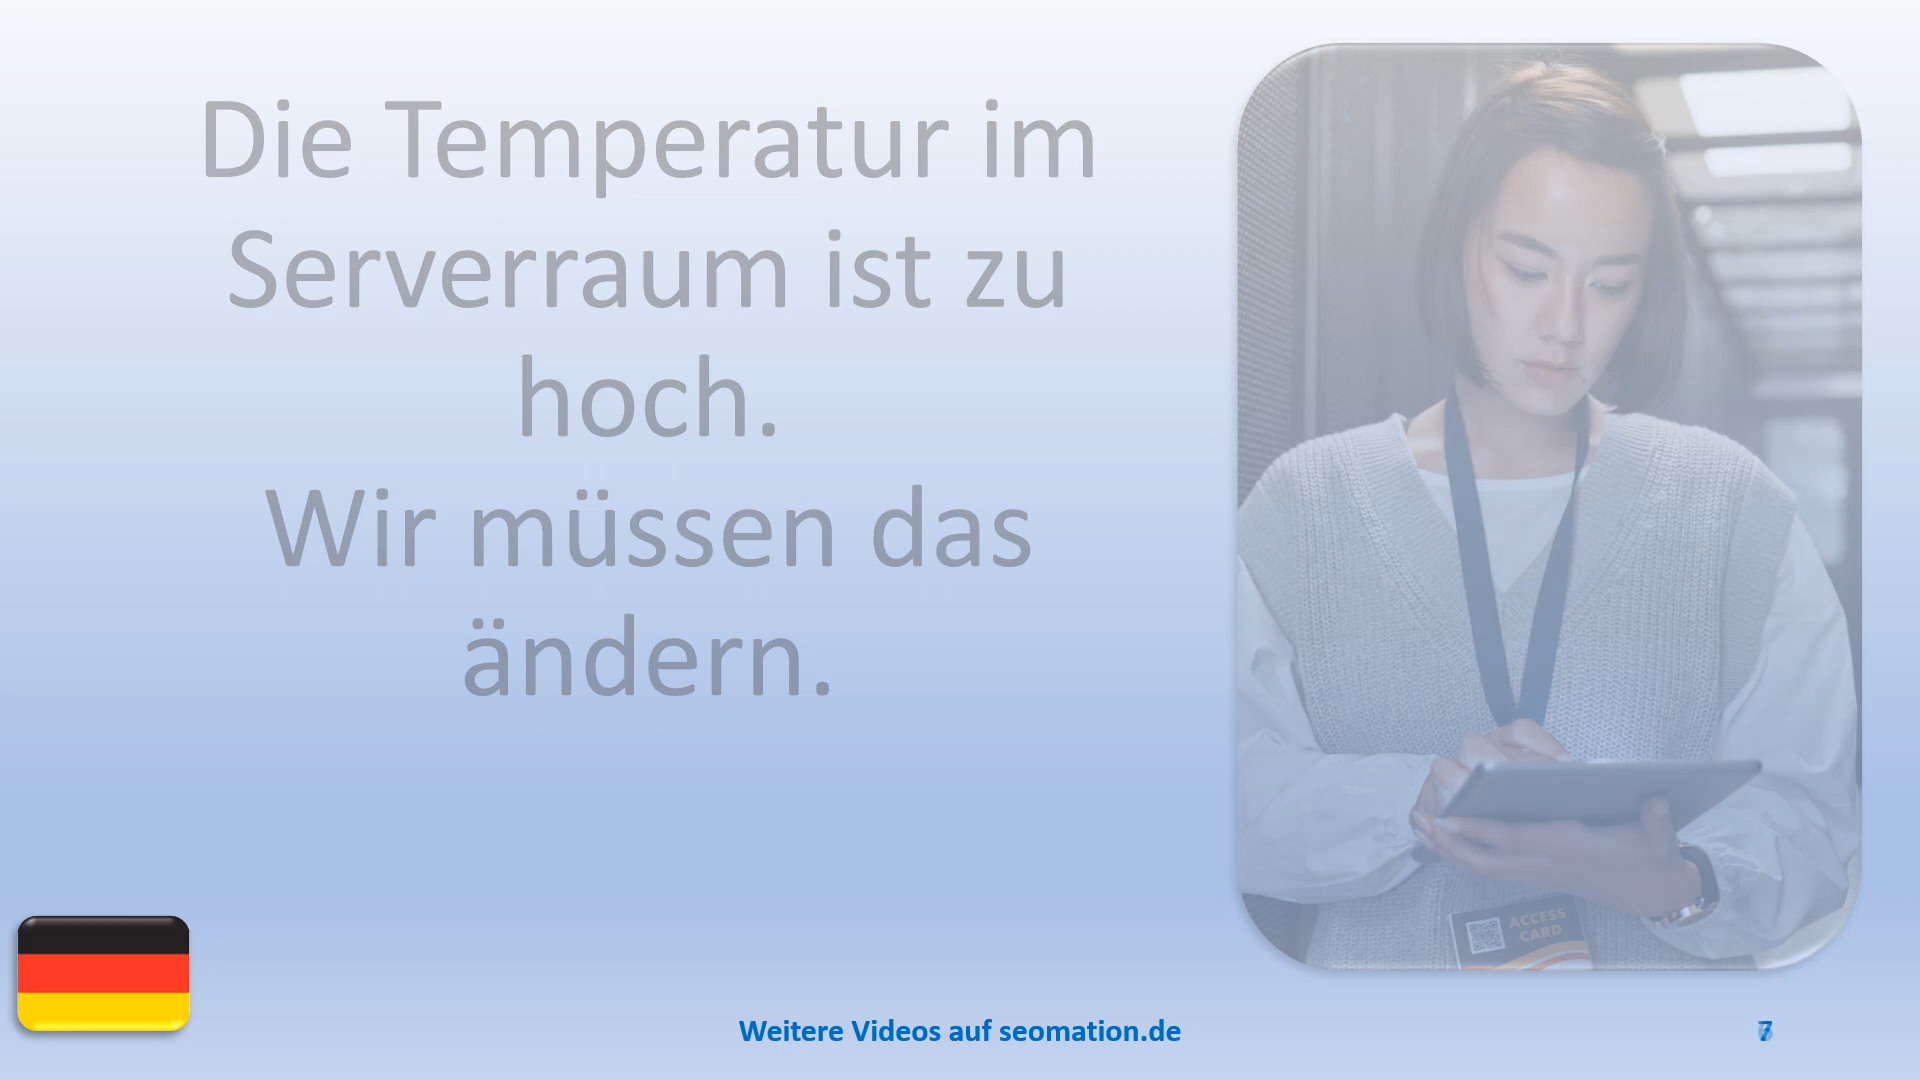 Die Temperatur im
Serverraum ist zu
hoch.
Wir müssen das
ändern.
ACCESS
CARD
Weitere Videos auf seomation.de
7